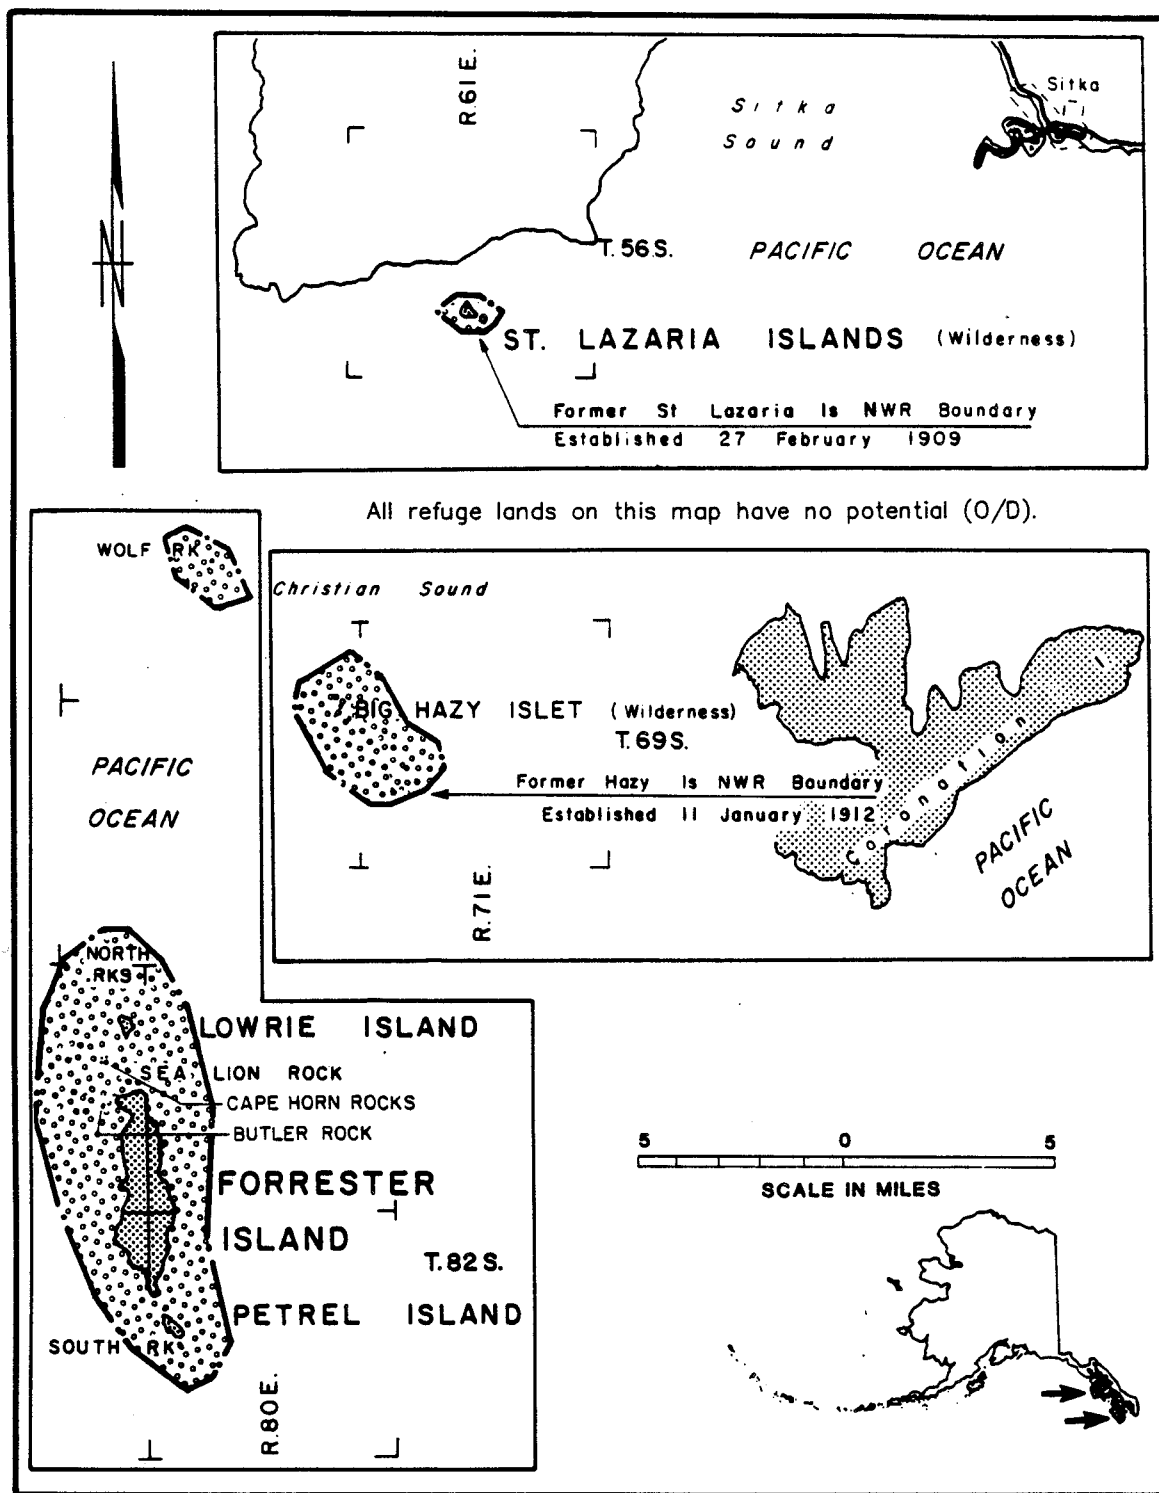 R.61E.
Sitka
Sitka
Sound
T.56S. PACIFIC OCEAN
ST. LAZARIA ISLANDS (Wilderness)
Former St Lazaria Is NWR Boundary
Established 27 February 1909
N
All refuge lands on this map have no potential (O/D).
WOLF RK
PACIFIC
OCEAN
NORTH
RKS
LOWRIE ISLAND
SEA LION ROCK
CAPE HORN ROCKS
BUTLER ROCK
FORRESTER
ISLAND
T.82S.
PETREL ISLAND
SOUTH RK
R.80E.
Christian Sound
BIG HAZY ISLET (Wilderness)
T.69S.
Former Hazy Is NWR Boundary
Established 11 January 1912
R.71E.
Coronation I
PACIFIC
OCEAN
5 0 5
SCALE IN MILES